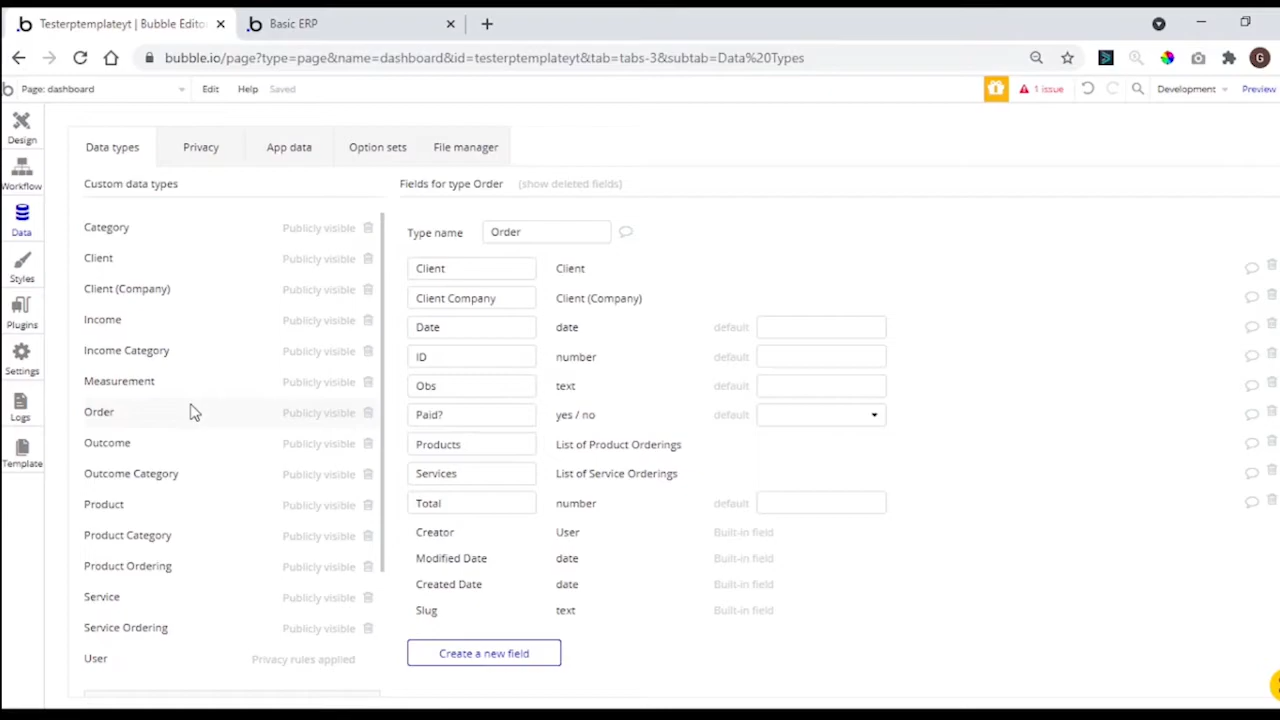 Testerptemplateyt | Bubble Editor
Basic ERP
bubble.io/page?type=page&name=dashboard&id=testerptemplateyt&tab=tabs-3&subtab=Data%20Types
G
Page: dashboard
Edit
Help
Saved
1 issue
Development
Preview
Design
Workflow
Data
Styles
Plugins
Settings
Logs
Template
Data types
Privacy
App data
Option sets
File manager
Custom data types
Category Publicly visible
Client Publicly visible
Client (Company) Publicly visible
Income Publicly visible
Income Category Publicly visible
Measurement Publicly visible
Order Publicly visible
Outcome Publicly visible
Outcome Category Publicly visible
Product Publicly visible
Product Category Publicly visible
Product Ordering Publicly visible
Service Publicly visible
Service Ordering Publicly visible
User Privacy rules applied
Fields for type Order (show deleted fields)
Type name Order
Client Client
Client Company Client (Company)
Date date default
ID number default
Obs text default
Paid? yes / no default
Products List of Product Orderings
Services List of Service Orderings
Total number default
Creator User Built-in field
Modified Date date Built-in field
Created Date date Built-in field
Slug text Built-in field
Create a new field